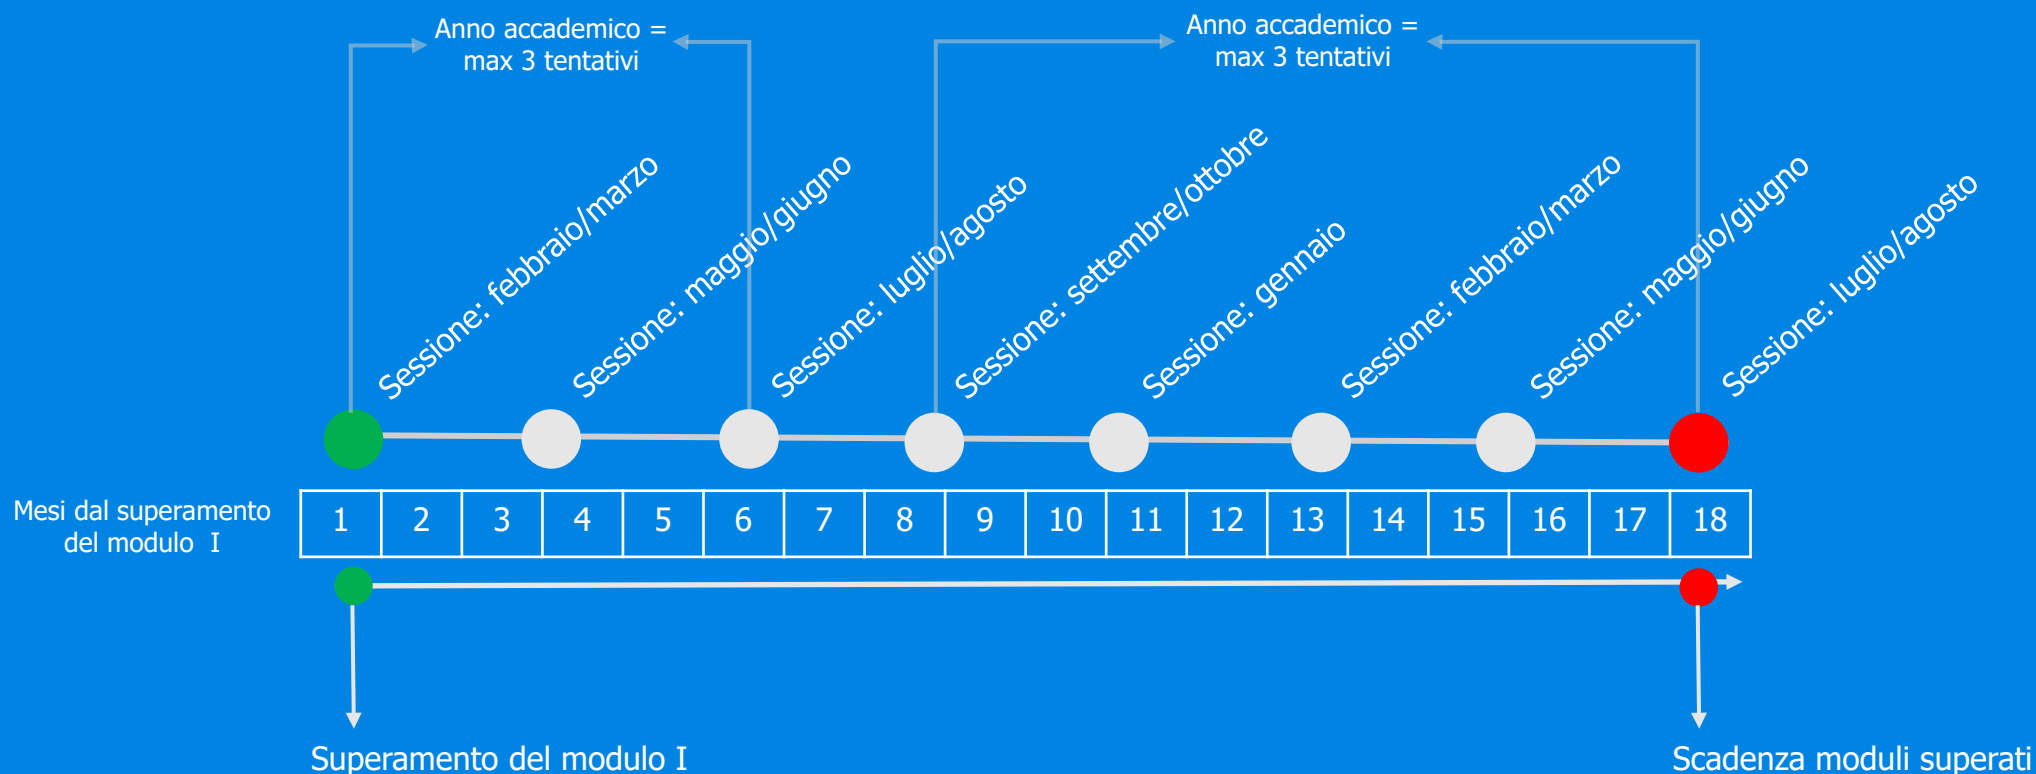 Anno accademico =
max 3 tentativi
Anno accademico =
max 3 tentativi
Sessione: febbraio/marzo
Sessione: maggio/giugno
Sessione: luglio/agosto
Sessione: settembre/ottobre
Sessione: gennaio
Sessione: febbraio/marzo
Sessione: maggio/giugno
Sessione: luglio/agosto
Mesi dal superamento
del modulo I
1 2 3 4 5 6 7 8 9 10 11 12 13 14 15 16 17 18
Superamento del modulo I
Scadenza moduli superati